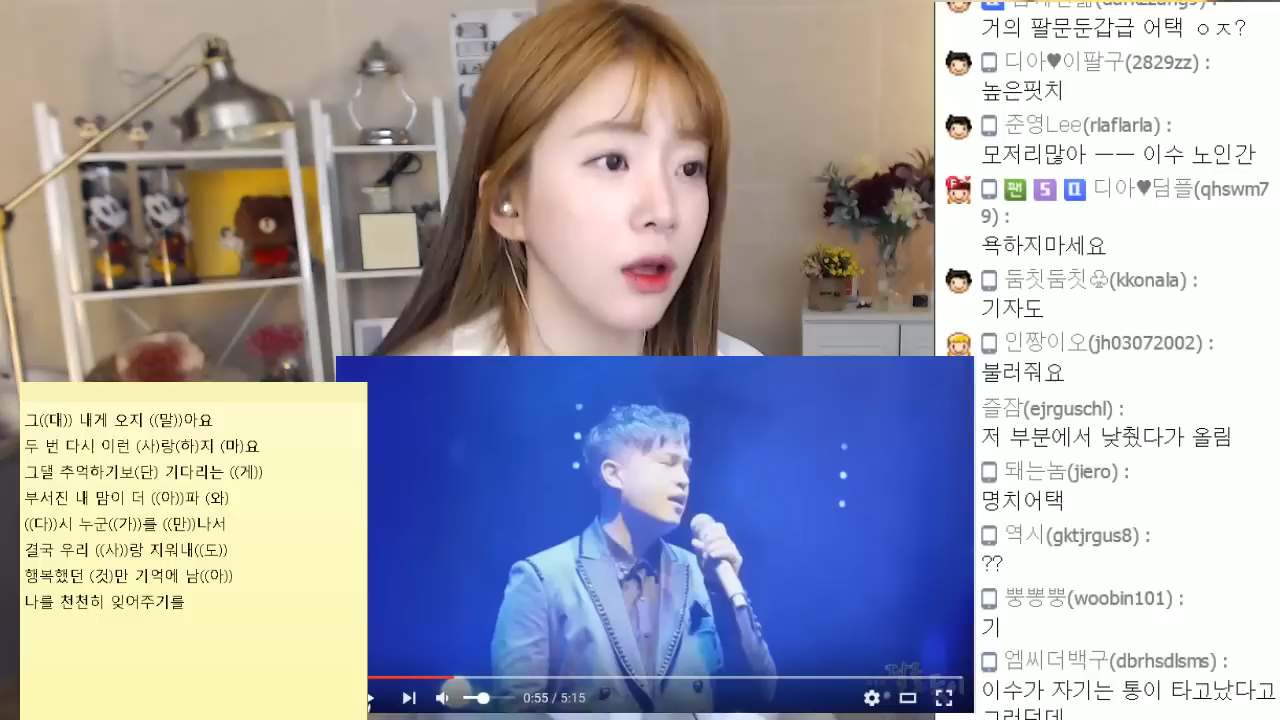 그((대)) 내게 오지 ((말))아요
두 번 다시 이런 (사)랑(하)지 (마)요
그댈 추억하기보(단) 기다리는 ((게))
부서진 내 맘이 더 ((아))파 (와)
((다))시 누군((가))를 ((만))나서
결국 우리 ((사))랑 지워내((도))
행복했던 (것)만 기억에 남((아))
나를 천천히 잊어주기를
0:55 / 5:15
거의 팔문둔갑급 어택 ㅇㅈ?
디아♥이팔구(2829zz) :
높은핏치
준영Lee(rlaflarla) :
모저리많아 ㅡㅡ 이수 노인간
팬 5 디아♥덤플(qhswm7
9) :
욕하지마세요
둠칫둠칫♧(kkonala) :
기자도
인짱이오(jh03072002) :
불러줘요
즐잠(ejrguschl) :
저 부분에서 낮췄다가 올림
돼는놈(jiero) :
명치어택
역시(gktjrgus8) :
??
뿡뿡뿡(woobin101) :
기
엠씨더백구(dbrhsdlsms) :
이수가 자기는 통이 타고났다고
그러던데